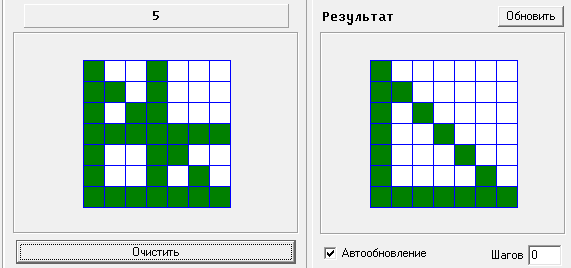 5
Результат
Обновить
Очистить
Автообновление
Шагов 0